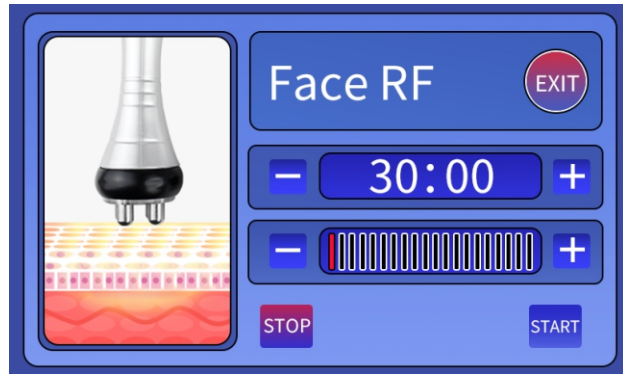 Face RF
EXIT
− 30:00 +
− +
STOP
START